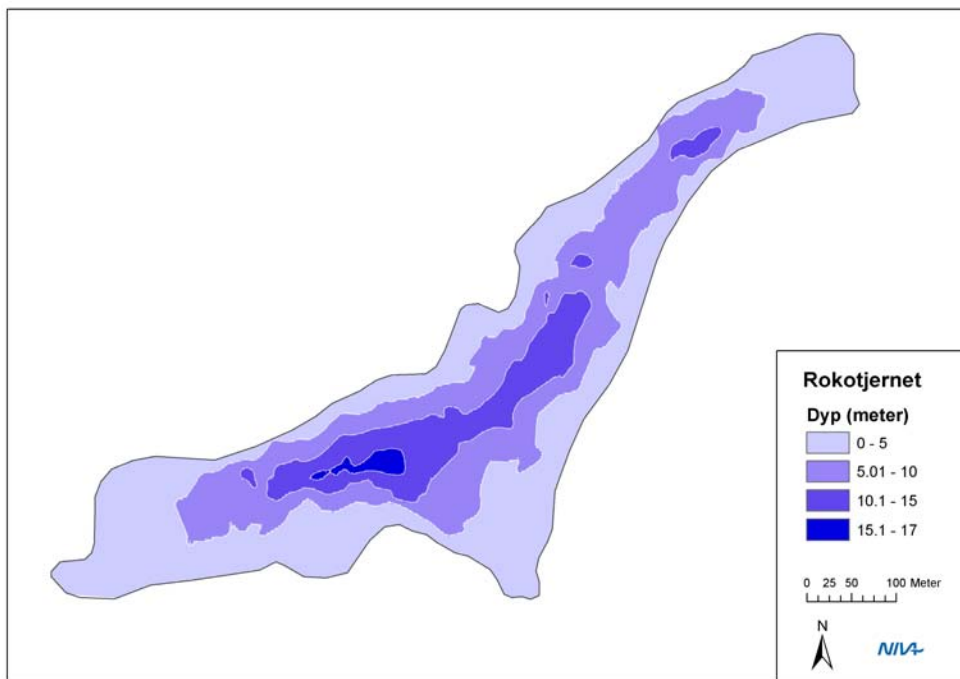 Rokotjernet
Dyp (meter)
0 - 5
5.01 - 10
10.1 - 15
15.1 - 17
0 25 50 100 Meter
N
NIVA